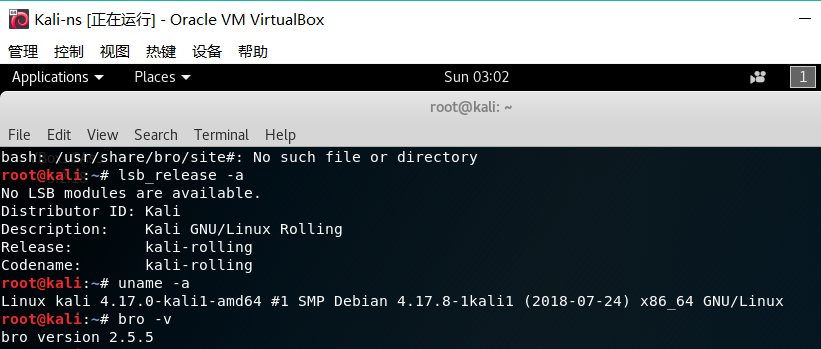 Kali-ns [正在运行] - Oracle VM VirtualBox
管理 控制 视图 热键 设备 帮助
Applications Places Sun 03:02 1
root@kali: ~
File Edit View Search Terminal Help
bash: /usr/share/bro/site#: No such file or directory
root@kali:~# lsb_release -a
No LSB modules are available.
Distributor ID: Kali
Description: Kali GNU/Linux Rolling
Release: kali-rolling
Codename: kali-rolling
root@kali:~# uname -a
Linux kali 4.17.0-kali1-amd64 #1 SMP Debian 4.17.8-1kali1 (2018-07-24) x86_64 GNU/Linux
root@kali:~# bro -v
bro version 2.5.5